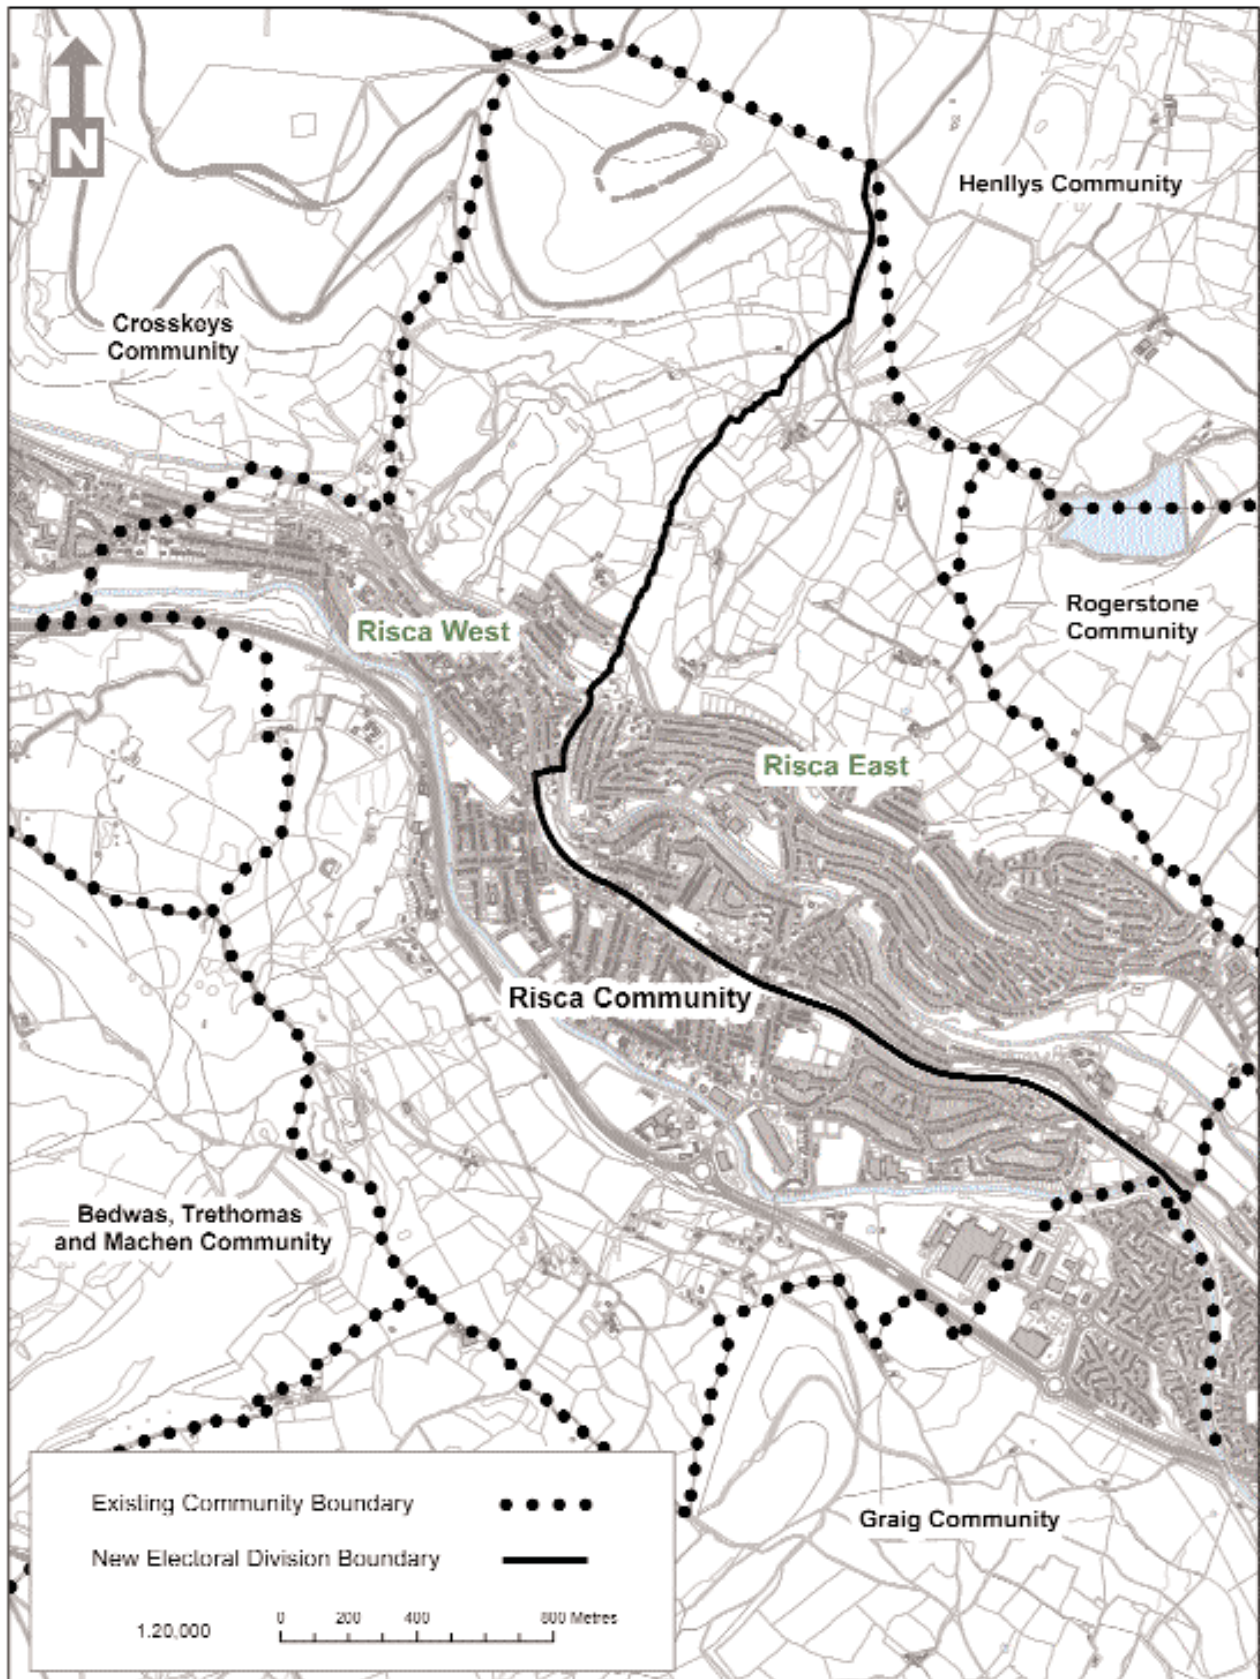 N
Henllys Community
Crosskeys
Community
Rogerstone
Community
Risca West
Risca East
Risca Community
Bedwas, Trethomas
and Machen Community
Graig Community
Existing Community Boundary
New Electoral Division Boundary
1:20,000
0 200 400 800 Metres